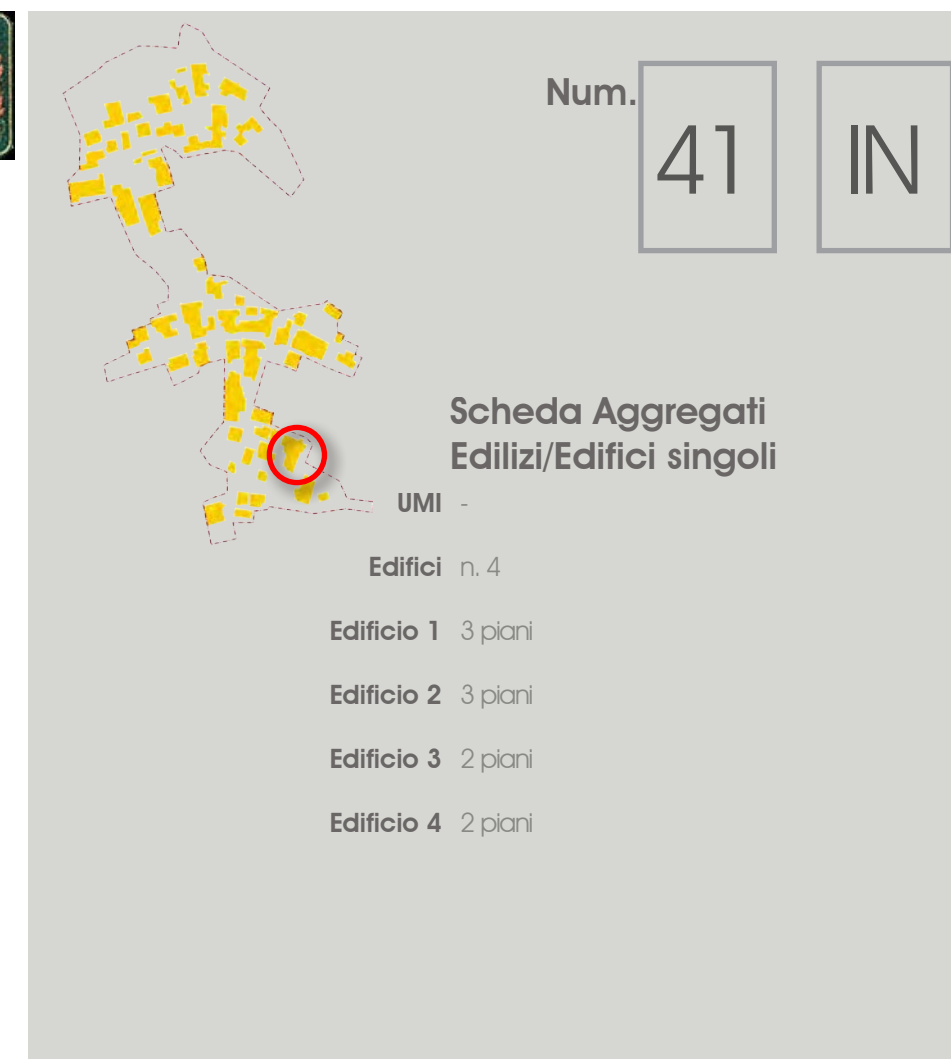 Num. 41 IN
Scheda Aggregati
Edilizi/Edifici singoli
UMI -
Edifici n. 4
Edificio 1 3 piani
Edificio 2 3 piani
Edificio 3 2 piani
Edificio 4 2 piani